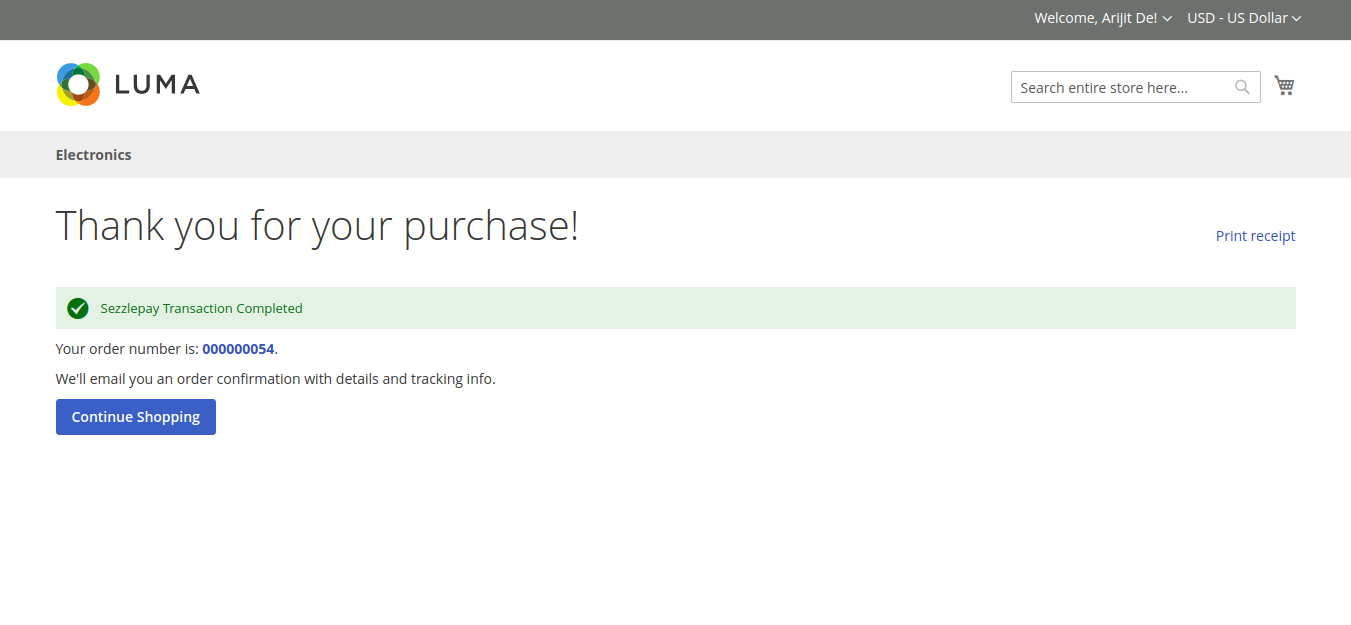 Welcome, Arijit De! USD - US Dollar
LUMA
Search entire store here...
Electronics
Thank you for your purchase!
Print receipt
Sezzlepay Transaction Completed
Your order number is: 000000054.
We'll email you an order confirmation with details and tracking info.
Continue Shopping